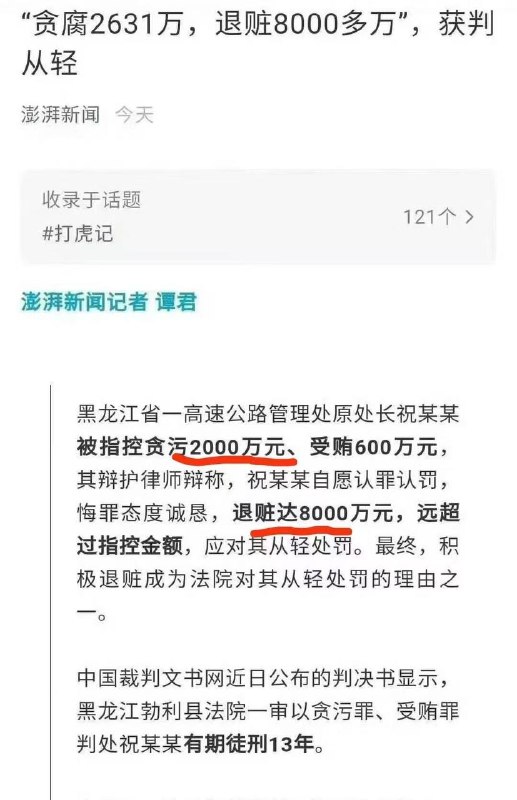 “贪腐2631万，退赃8000多万”，获判
从轻
澎湃新闻 今天
收录于话题
#打虎记
121个 >
澎湃新闻记者 谭君
黑龙江省一高速公路管理处原处长祝某某
被指控贪污2000万元、受贿600万元，
其辩护律师辩称，祝某某自愿认罪认罚，
悔罪态度诚恳，退赃达8000万元，远超
过指控金额，应对其从轻处罚。最终，积
极退赃成为法院对其从轻处罚的理由之
一。
中国裁判文书网近日公布的判决书显示，
黑龙江勃利县法院一审以贪污罪、受贿罪
判处祝某某有期徒刑13年。